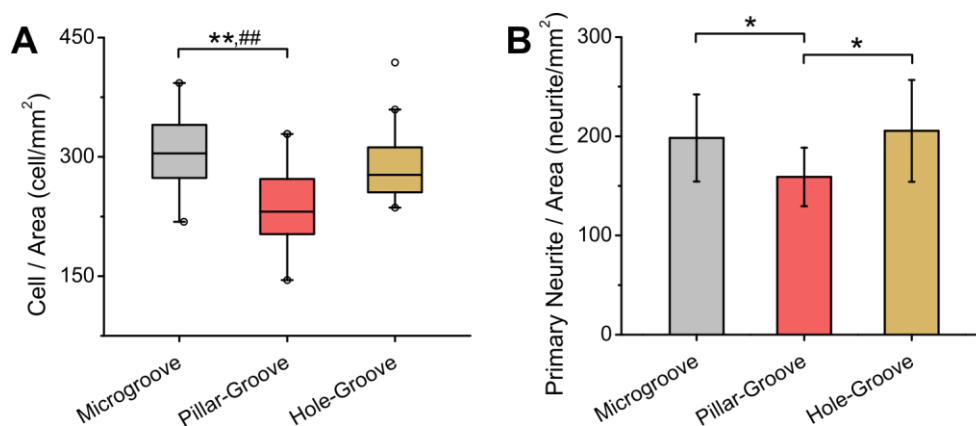 A
Cell / Area (cell/mm²)
450
300
150
**,##
Microgroove
Pillar-Groove
Hole-Groove
B
Primary Neurite / Area (neurite/mm²)
300
200
100
0
*
*
Microgroove
Pillar-Groove
Hole-Groove